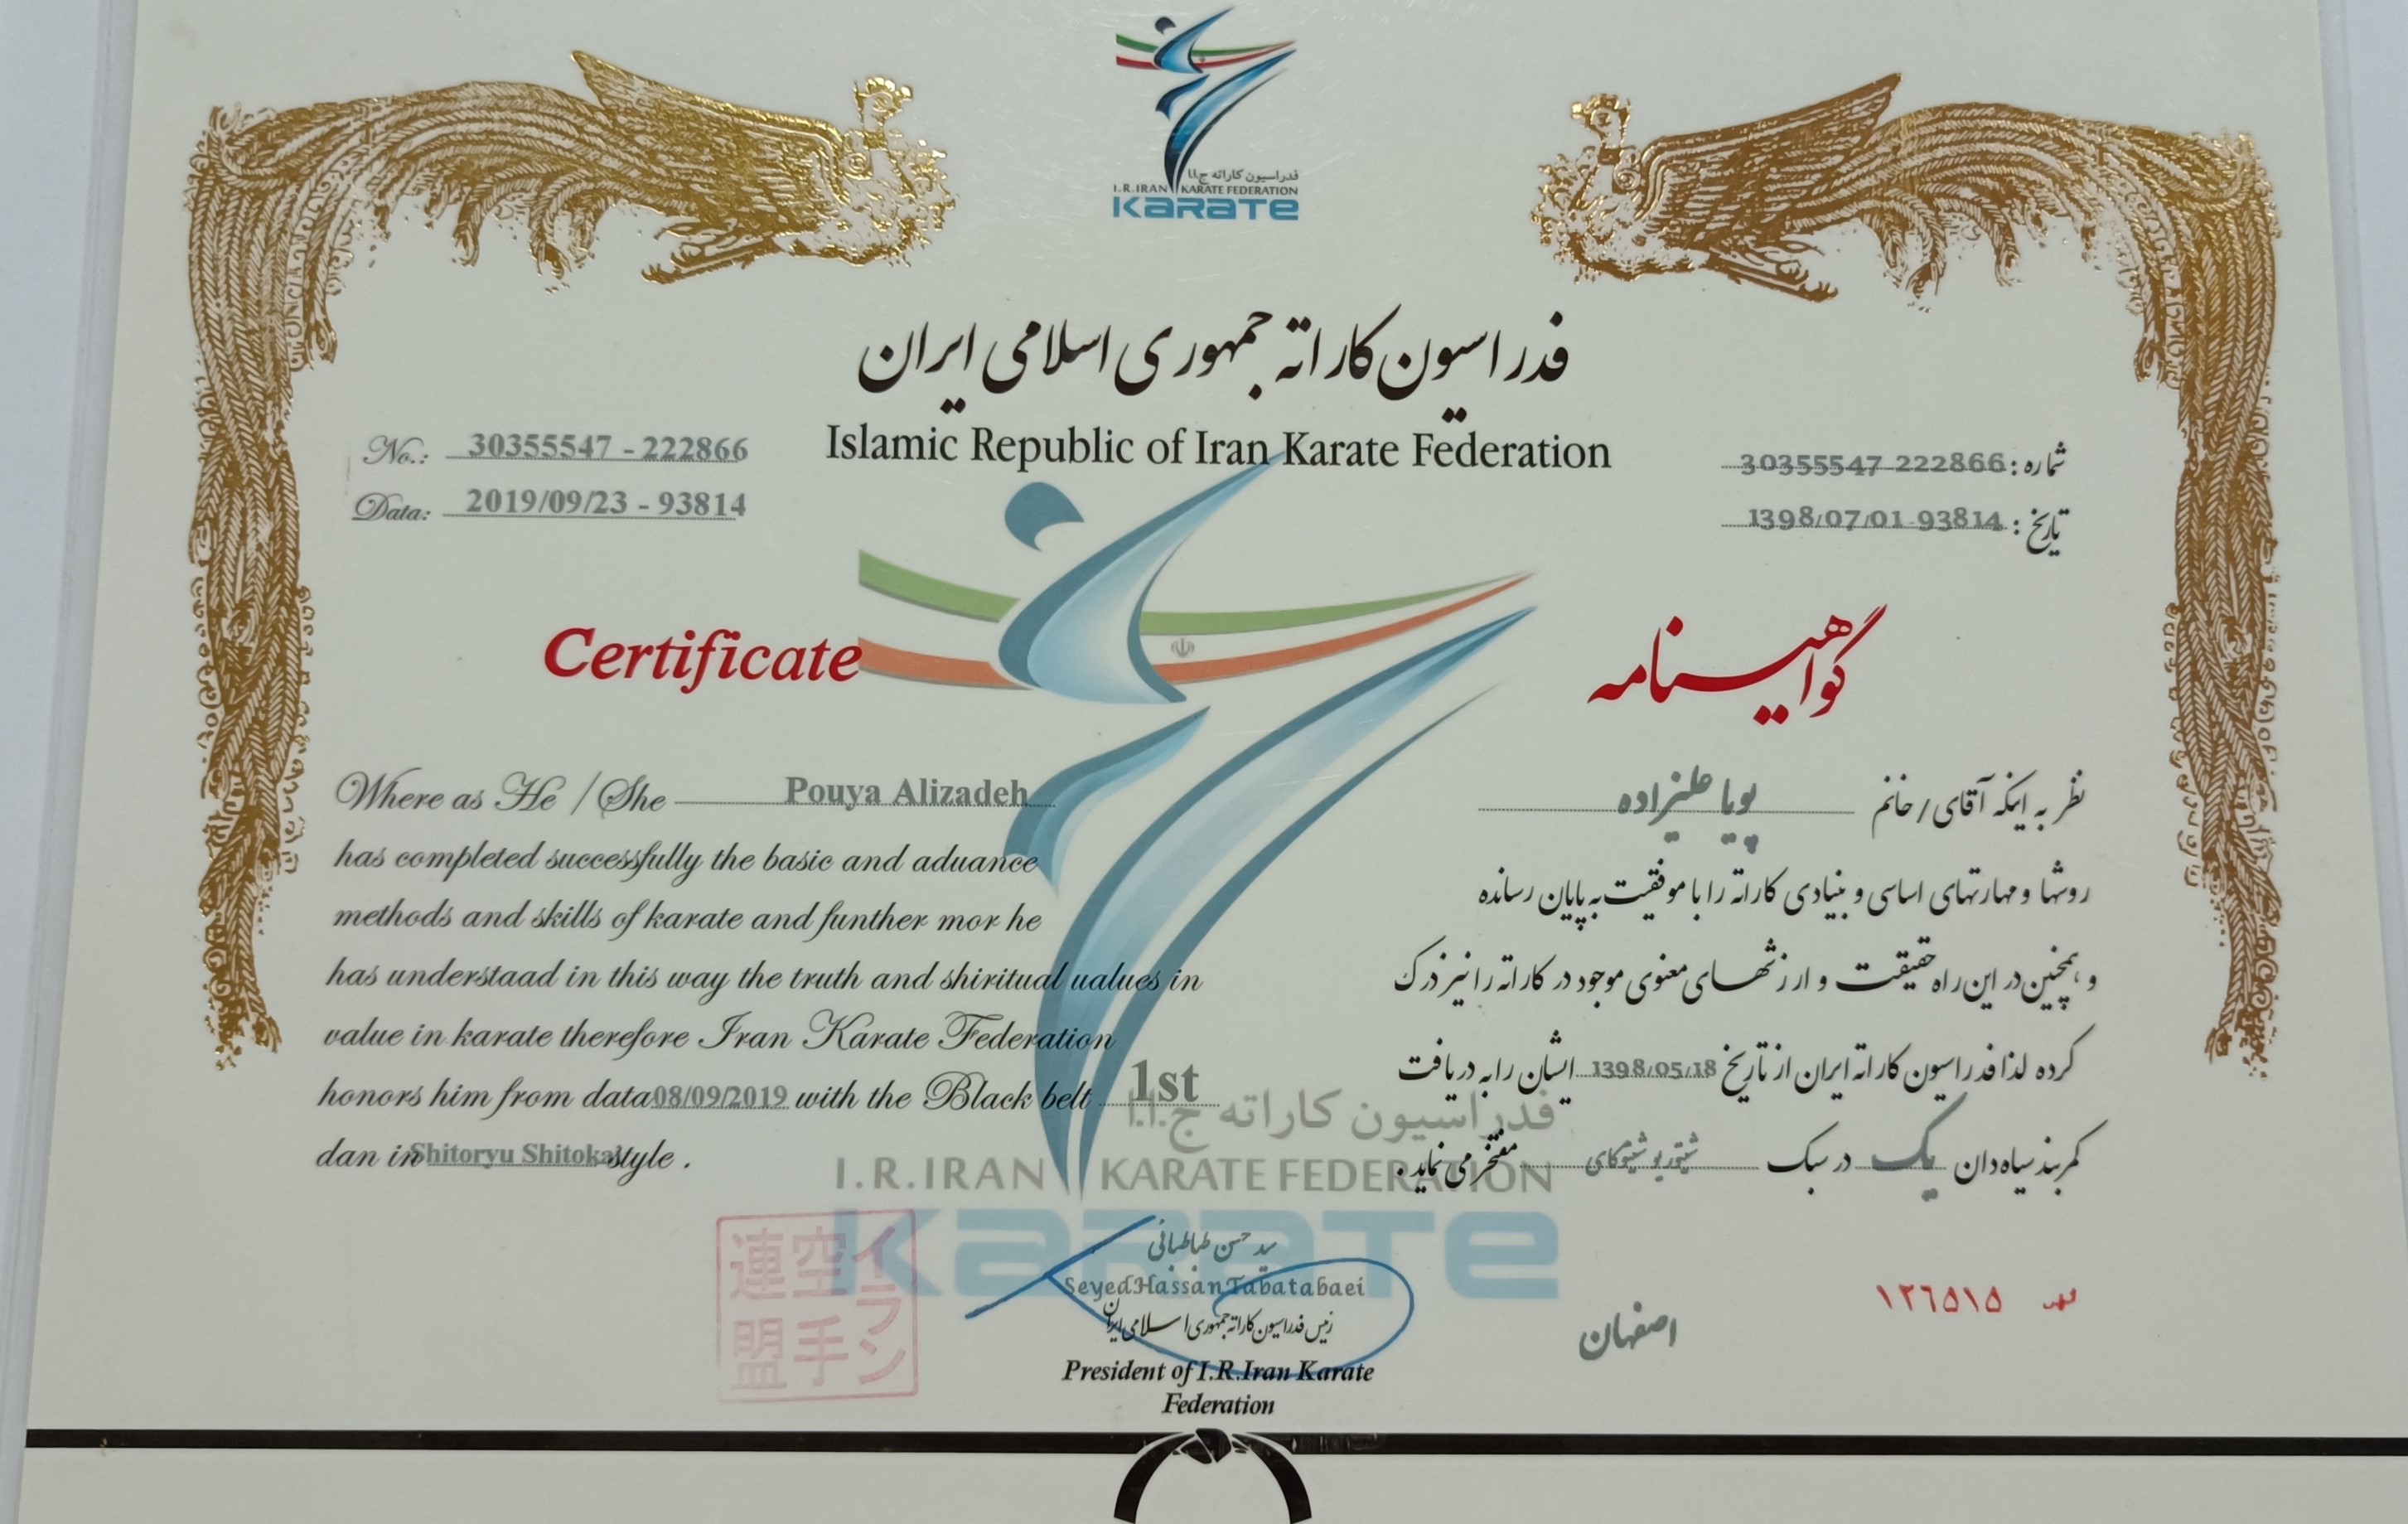 فدراسیون کاراته ج.ا.ا
I.R.IRAN KARATE FEDERATION
KARATE
فدراسیون کاراته جمهوری اسلامی ایران
Islamic Republic of Iran Karate Federation
No.: 30355547 - 222866
Data: 2019/09/23 - 93814
شماره : 30355547-222866
تاریخ : 1398/07/01-93814
Certificate
Where as He / She Pouya Alizadeh
has completed successfully the basic and aduance
methods and skills of karate and funther mor he
has understaad in this way the truth and shiritual ualues in
value in karate therefore Iran Karate Federation
honors him from data 08/09/2019 with the Black belt 1st
dan in Shitoryu Shitokai style .
گواهینامه
نظر به اینکه آقای / خانم پویا علیزاده
روشها و مهارتهای اساسی و بنیادی کاراته را با موفقیت به پایان رسانده
و همچنین در این راه حقیقت و ارزشهای معنوی موجود در کاراته را نیز درک
کرده لذا فدراسیون کاراته ایران از تاریخ 1398/05/18 ایشان را به دریافت
کمربند سیاه دان یک در سبک شیتوریو شیتوکای مفتخر می نماید .
فدراسیون کاراته ج.ا.ا.
I.R.IRAN KARATE FEDERATION
KARATE
イラン
空手
連盟
سید حسن طباطبائی
Seyed Hassan Tabatabaei
رئیس فدراسیون کاراته جمهوری اسلامی ایران
President of I.R.Iran Karate
Federation
اصفهان
١٢٦٥١٥